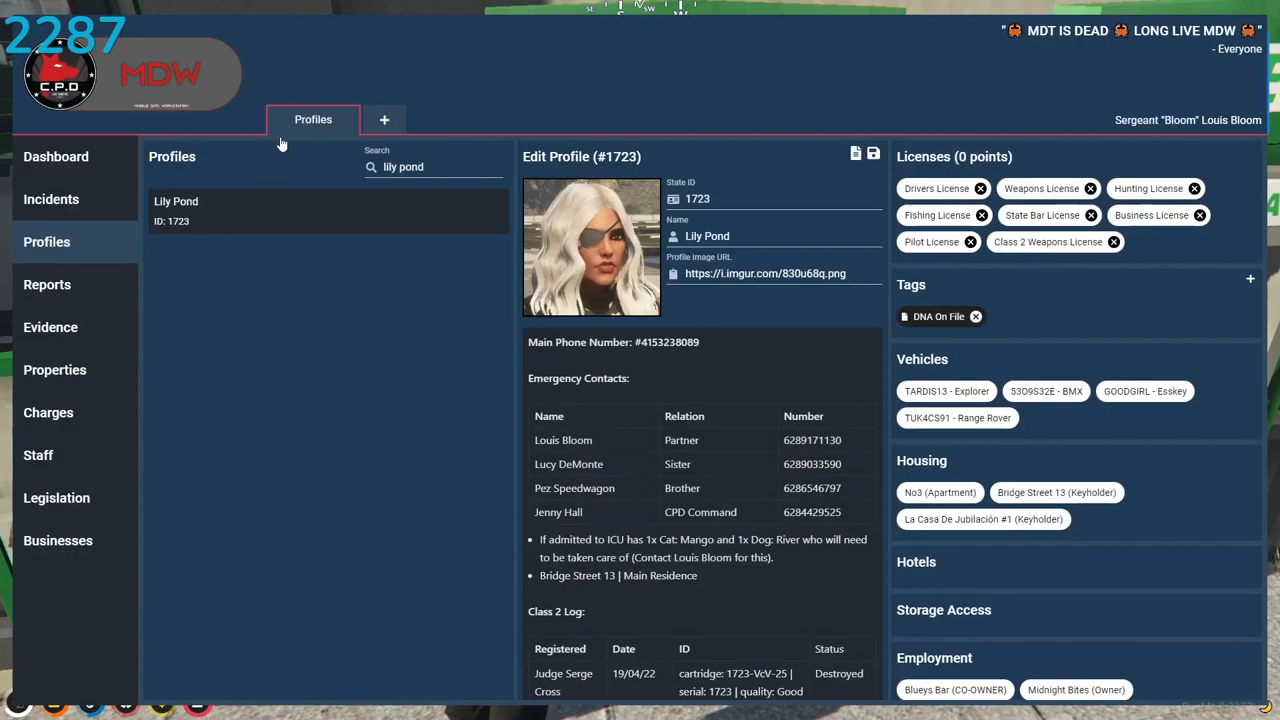 2287
SE
SW
W
" 🦀 MDT IS DEAD 🦀 LONG LIVE MDW 🦀 "
- Everyone
C.P.D
MDW
MOBILE DATA WORKSTATION
Profiles
+
Sergeant "Bloom" Louis Bloom
Dashboard
Incidents
Profiles
Reports
Evidence
Properties
Charges
Staff
Legislation
Businesses
Profiles
Search
lily pond
Lily Pond
ID: 1723
Edit Profile (#1723)
State ID
1723
Name
Lily Pond
Profile Image URL
https://i.imgur.com/830u68q.png
Main Phone Number: #4153238089
Emergency Contacts:
Name Relation Number
Louis Bloom Partner 6289171130
Lucy DeMonte Sister 6289033590
Pez Speedwagon Brother 6286546797
Jenny Hall CPD Command 6284429525
• If admitted to ICU has 1x Cat: Mango and 1x Dog: River who will need
to be taken care of (Contact Louis Bloom for this).
• Bridge Street 13 | Main Residence
Class 2 Log:
Registered Date ID Status
Judge Serge 19/04/22 cartridge: 1723-VcV-25 | Destroyed
Cross serial: 1723 | quality: Good
Licenses (0 points)
Drivers License Weapons License Hunting License
Fishing License State Bar License Business License
Pilot License Class 2 Weapons License
Tags
+
DNA On File
Vehicles
TARDIS13 - Explorer 53O9S32E - BMX GOODGIRL - Esskey
TUK4CS91 - Range Rover
Housing
No3 (Apartment) Bridge Street 13 (Keyholder)
La Casa De Jubilación #1 (Keyholder)
Hotels
Storage Access
Employment
Blueys Bar (CO-OWNER) Midnight Bites (Owner)